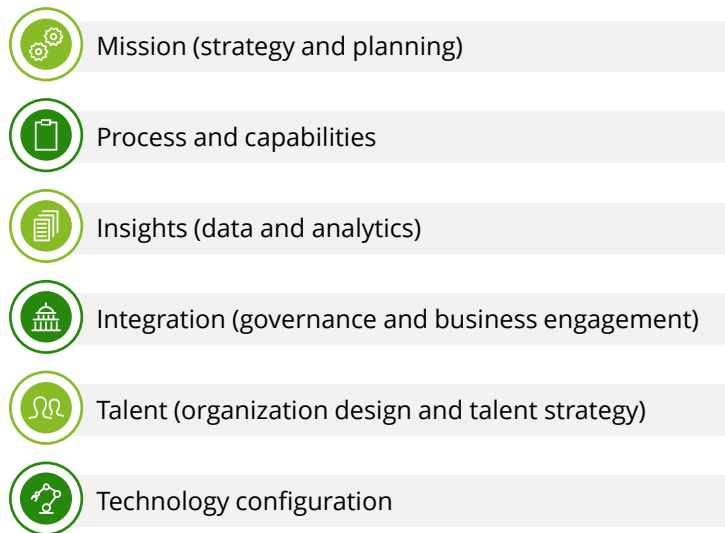 Mission (strategy and planning)
Process and capabilities
Insights (data and analytics)
Integration (governance and business engagement)
Talent (organization design and talent strategy)
Technology configuration